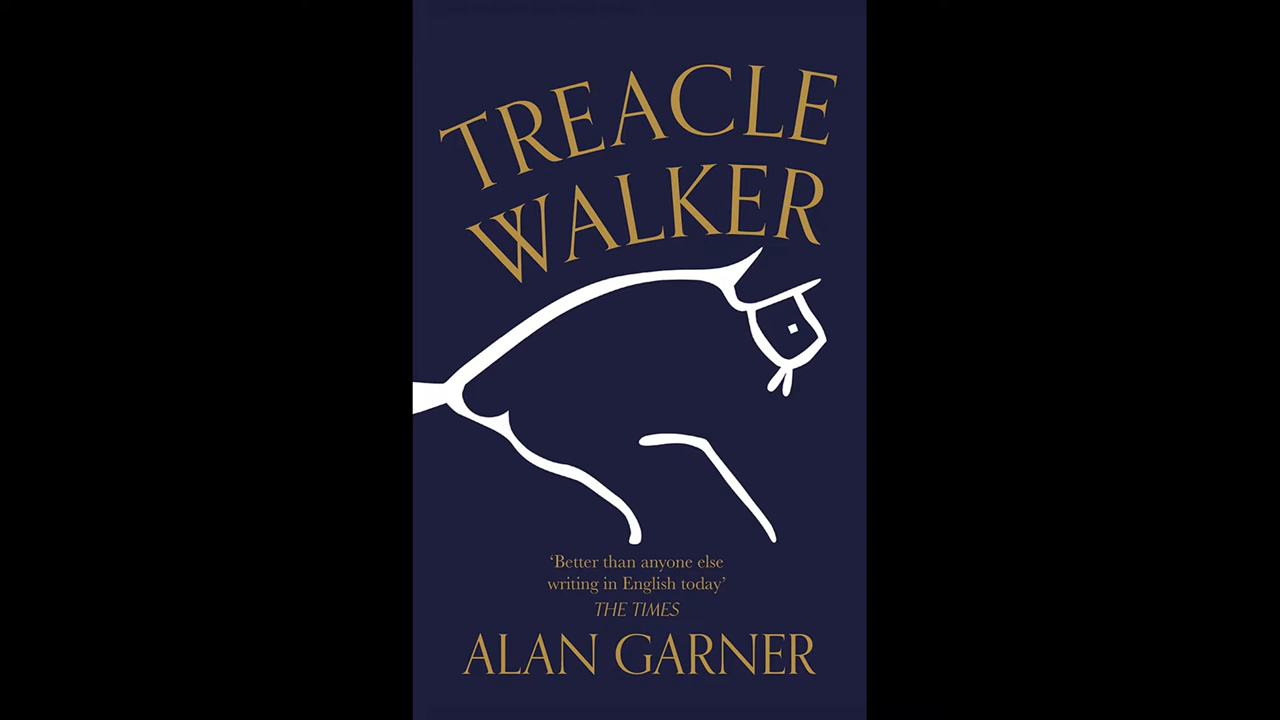 TREACLE
WALKER
‘Better than anyone else
writing in English today’
THE TIMES
ALAN GARNER